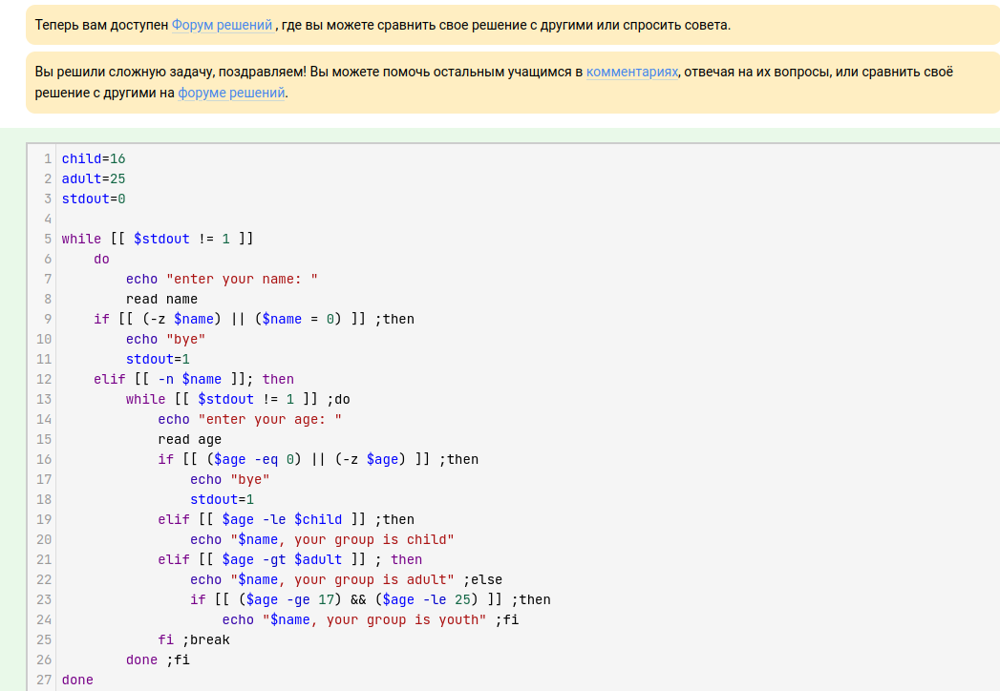 Теперь вам доступен Форум решений , где вы можете сравнить свое решение с другими или спросить совета.
Вы решили сложную задачу, поздравляем! Вы можете помочь остальным учащимся в комментариях, отвечая на их вопросы, или сравнить своё
решение с другими на форуме решений.
1 child=16
2 adult=25
3 stdout=0
4
5 while [[ $stdout != 1 ]]
6     do
7         echo "enter your name: "
8         read name
9     if [[ (-z $name) || ($name = 0) ]] ;then
10         echo "bye"
11         stdout=1
12     elif [[ -n $name ]]; then
13         while [[ $stdout != 1 ]] ;do
14             echo "enter your age: "
15             read age
16             if [[ ($age -eq 0) || (-z $age) ]] ;then
17                 echo "bye"
18                 stdout=1
19             elif [[ $age -le $child ]] ;then
20                 echo "$name, your group is child"
21             elif [[ $age -gt $adult ]] ; then
22                 echo "$name, your group is adult" ;else
23                 if [[ ($age -ge 17) && ($age -le 25) ]] ;then
24                     echo "$name, your group is youth" ;fi
25             fi ;break
26         done ;fi
27 done